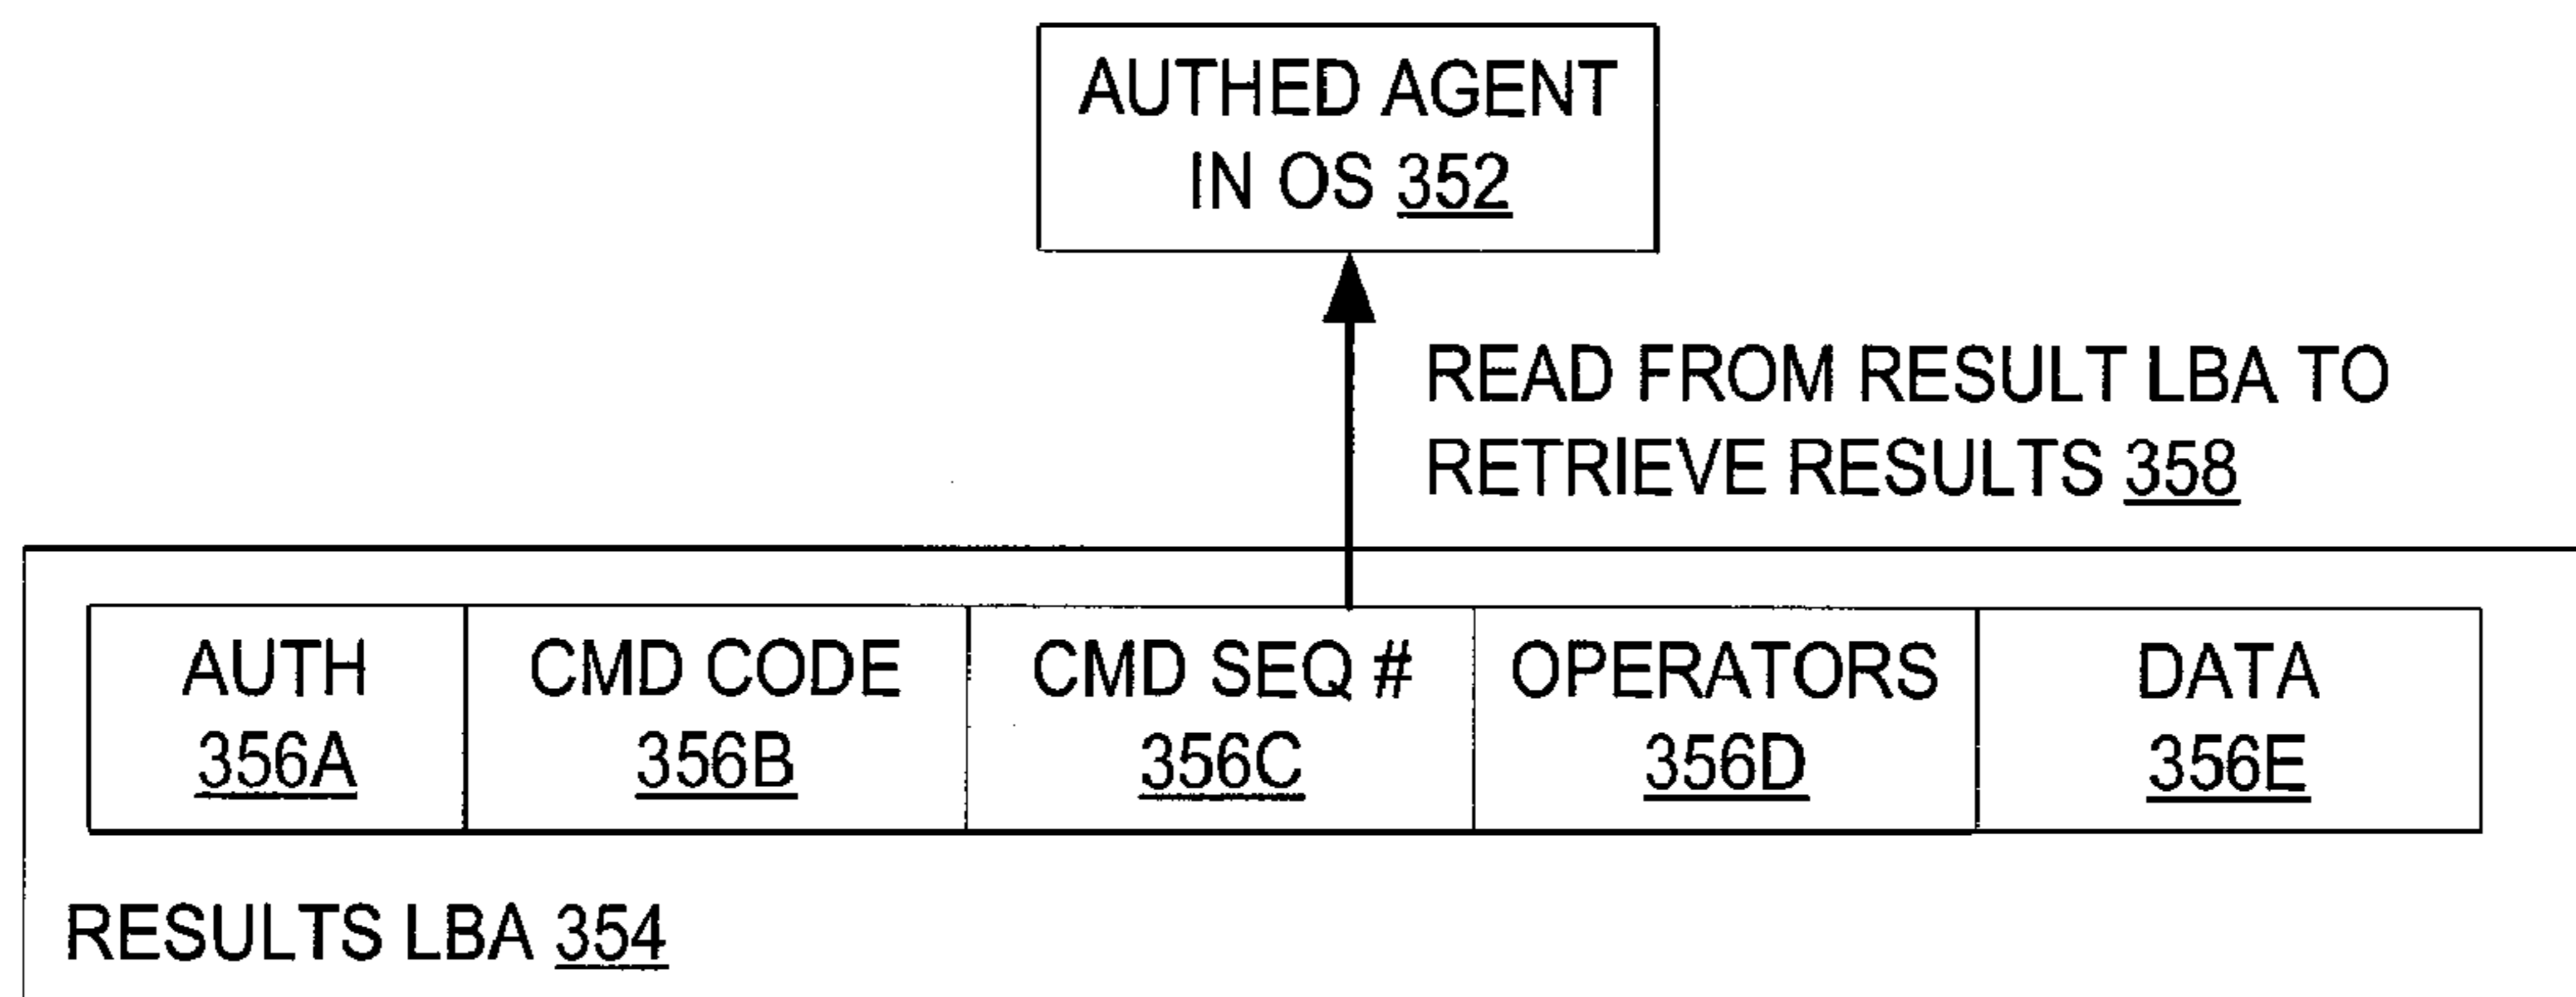 AUTHED AGENT
IN OS 352
READ FROM RESULT LBA TO
RETRIEVE RESULTS 358
AUTH
356A
CMD CODE
356B
CMD SEQ #
356C
OPERATORS
356D
DATA
356E
RESULTS LBA 354